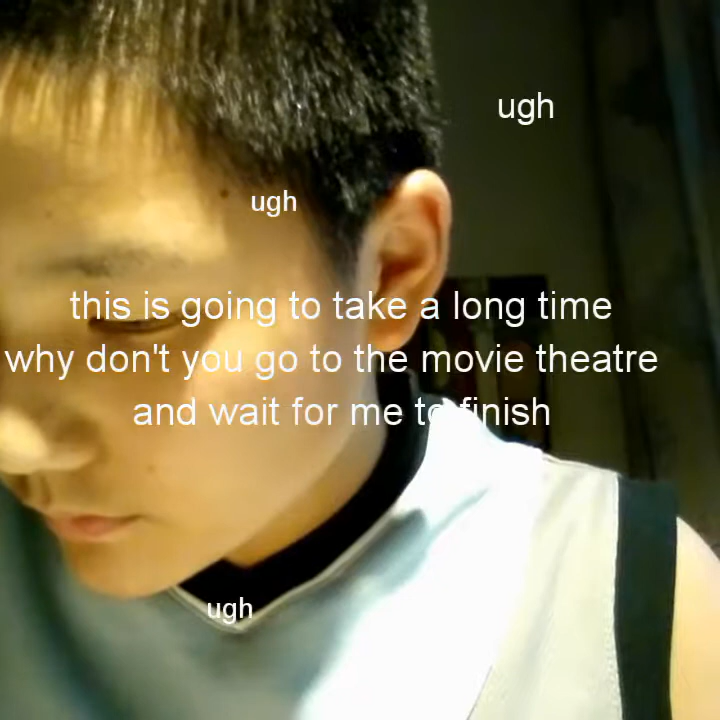 ugh
ugh
this is going to take a long time
why don't you go to the movie theatre
and wait for me to finish
ugh